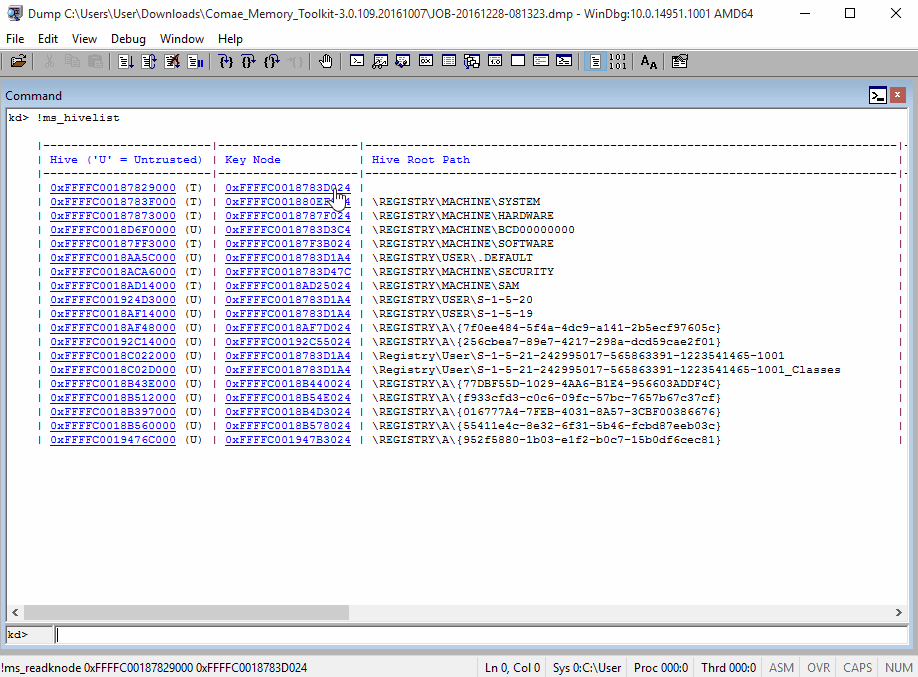 Dump C:\Users\User\Downloads\Comae_Memory_Toolkit-3.0.109.20161007\JOB-20161228-081323.dmp - WinDbg:10.0.14951.1001 AMD64
File Edit View Debug Window Help
Command
kd> !ms_hivelist
| Hive ('U' = Untrusted) | Key Node | Hive Root Path |
| 0xFFFFC00187829000 (T) | 0xFFFFC0018783D024 | |
| 0xFFFFC0018783F000 (T) | | \REGISTRY\MACHINE\SYSTEM |
| 0xFFFFC00187873000 (T) | 0xFFFFC0018787F024 | \REGISTRY\MACHINE\HARDWARE |
| 0xFFFFC0018D6F0000 (U) | 0xFFFFC0018783D3C4 | \REGISTRY\MACHINE\BCD00000000 |
| 0xFFFFC00187FF3000 (T) | 0xFFFFC00187F3B024 | \REGISTRY\MACHINE\SOFTWARE |
| 0xFFFFC0018AA5C000 (U) | 0xFFFFC0018783D1A4 | \REGISTRY\USER\.DEFAULT |
| 0xFFFFC0018ACA6000 (T) | 0xFFFFC0018783D47C | \REGISTRY\MACHINE\SECURITY |
| 0xFFFFC0018AD14000 (T) | 0xFFFFC0018AD25024 | \REGISTRY\MACHINE\SAM |
| 0xFFFFC001924D3000 (U) | 0xFFFFC0018783D1A4 | \REGISTRY\USER\S-1-5-20 |
| 0xFFFFC0018AF14000 (U) | 0xFFFFC0018783D1A4 | \REGISTRY\USER\S-1-5-19 |
| 0xFFFFC0018AF48000 (U) | 0xFFFFC0018AF7D024 | \REGISTRY\A\{7f0ee484-5f4a-4dc9-a141-2b5ecf97605c} |
| 0xFFFFC00192C14000 (U) | 0xFFFFC00192C55024 | \REGISTRY\A\{256cbea7-89e7-4217-298a-dcd59cae2f01} |
| 0xFFFFC0018C022000 (U) | 0xFFFFC0018783D1A4 | \Registry\User\S-1-5-21-242995017-565863391-1223541465-1001 |
| 0xFFFFC0018C02D000 (U) | 0xFFFFC0018783D1A4 | \Registry\User\S-1-5-21-242995017-565863391-1223541465-1001_Classes |
| 0xFFFFC0018B43E000 (U) | 0xFFFFC0018B440024 | \REGISTRY\A\{77DBF55D-1029-4AA6-B1E4-956603ADDF4C} |
| 0xFFFFC0018B512000 (U) | 0xFFFFC0018B54E024 | \REGISTRY\A\{f933cfd3-c0c6-09fc-57bc-7657b67c37cf} |
| 0xFFFFC0018B397000 (U) | 0xFFFFC0018B4D3024 | \REGISTRY\A\{016777A4-7FEB-4031-8A57-3CBF00386676} |
| 0xFFFFC0018B560000 (U) | 0xFFFFC0018B578024 | \REGISTRY\A\{55411e4c-8e32-6f31-5b46-fcbd87eeb03c} |
| 0xFFFFC0019476C000 (U) | 0xFFFFC001947B3024 | \REGISTRY\A\{952f5880-1b03-e1f2-b0c7-15b0df6cec81} |
kd>
!ms_readknode 0xFFFFC00187829000 0xFFFFC0018783D024 Ln 0, Col 0 Sys 0:C:\User Proc 000:0 Thrd 000:0 ASM OVR CAPS NUM